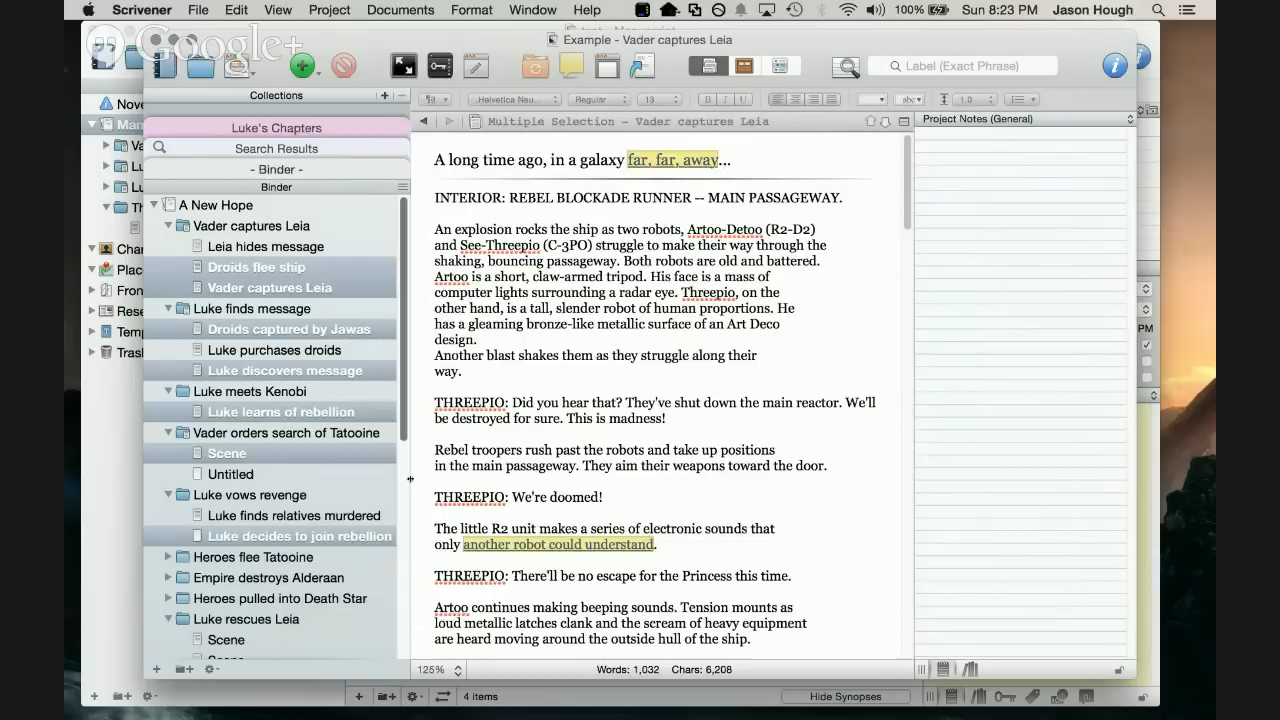 Scrivener File Edit View Project Documents Format Window Help 100% Sun 8:23 PM Jason Hough
Google+
Example - Vader captures Leia
Label (Exact Phrase)
Collections
Helvetica Neu... Regular 13 B I U abc 1.0
Luke's Chapters
Search Results
- Binder -
Binder
Multiple Selection - Vader captures Leia
Project Notes (General)
A New Hope
Vader captures Leia
Leia hides message
Droids flee ship
Vader captures Leia
Luke finds message
Droids captured by Jawas
Luke purchases droids
Luke discovers message
Luke meets Kenobi
Luke learns of rebellion
Vader orders search of Tatooine
Scene
Untitled
Luke vows revenge
Luke finds relatives murdered
Luke decides to join rebellion
Heroes flee Tatooine
Empire destroys Alderaan
Heroes pulled into Death Star
Luke rescues Leia
Scene
A long time ago, in a galaxy far, far, away...
INTERIOR: REBEL BLOCKADE RUNNER -- MAIN PASSAGEWAY.
An explosion rocks the ship as two robots, Artoo-Detoo (R2-D2)
and See-Threepio (C-3PO) struggle to make their way through the
shaking, bouncing passageway. Both robots are old and battered.
Artoo is a short, claw-armed tripod. His face is a mass of
computer lights surrounding a radar eye. Threepio, on the
other hand, is a tall, slender robot of human proportions. He
has a gleaming bronze-like metallic surface of an Art Deco
design.
Another blast shakes them as they struggle along their
way.
THREEPIO: Did you hear that? They've shut down the main reactor. We'll
be destroyed for sure. This is madness!
Rebel troopers rush past the robots and take up positions
in the main passageway. They aim their weapons toward the door.
THREEPIO: We're doomed!
The little R2 unit makes a series of electronic sounds that
only another robot could understand.
THREEPIO: There'll be no escape for the Princess this time.
Artoo continues making beeping sounds. Tension mounts as
loud metallic latches clank and the scream of heavy equipment
are heard moving around the outside hull of the ship.
125% Words: 1,032 Chars: 6,208
4 items Hide Synopses
PM